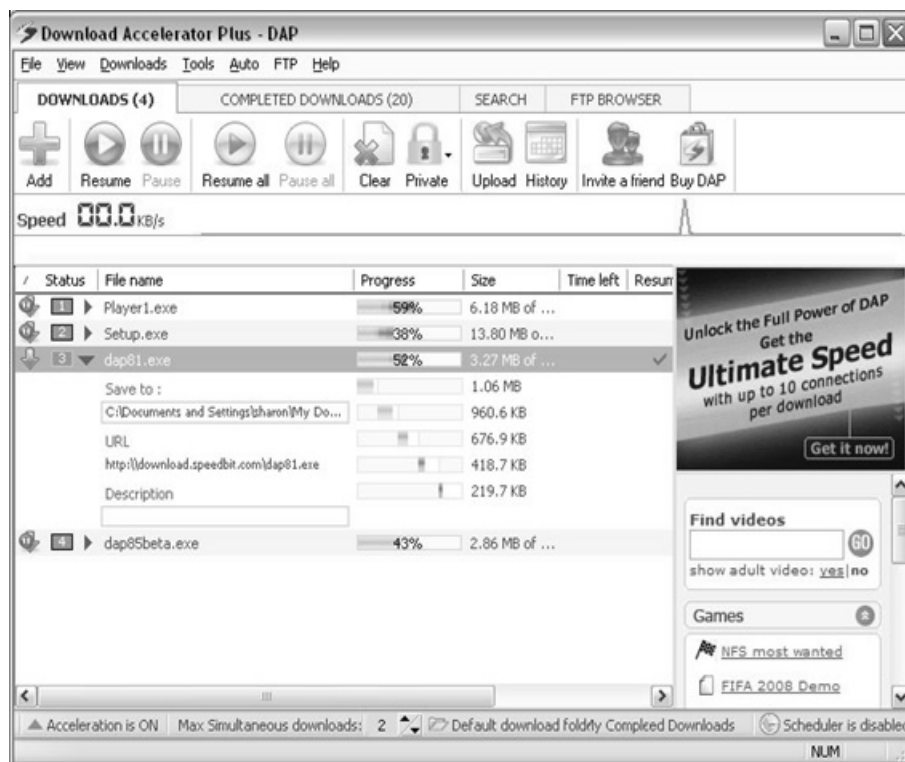 Download Accelerator Plus - DAP
File View Downloads Tools Auto FTP Help
DOWNLOADS (4) COMPLETED DOWNLOADS (20) SEARCH FTP BROWSER
Add Resume Pause Resume all Pause all Clear Private Upload History Invite a friend Buy DAP
Speed 00.0 KB/s
/ Status File name Progress Size Time left Resum
1 Player1.exe 59% 6.18 MB of ...
2 Setup.exe 38% 13.80 MB o...
3 dap81.exe 52% 3.27 MB of ...
Save to : 1.06 MB
C:\Documents and Settings\sharon\My Do... 960.6 KB
URL 676.9 KB
http:\\download.speedbit.com\dap81.exe 418.7 KB
Description 219.7 KB
4 dap85beta.exe 43% 2.86 MB of ...
Unlock the Full Power of DAP
Get the
Ultimate Speed
with up to 10 connections
per download
Get it now!
Find videos
GO
show adult video: yes|no
Games
NFS most wanted
FIFA 2008 Demo
Acceleration is ON Max Simultaneous downloads: 2 Default download foldMy Compleed Downloads Scheduler is disabled
NUM